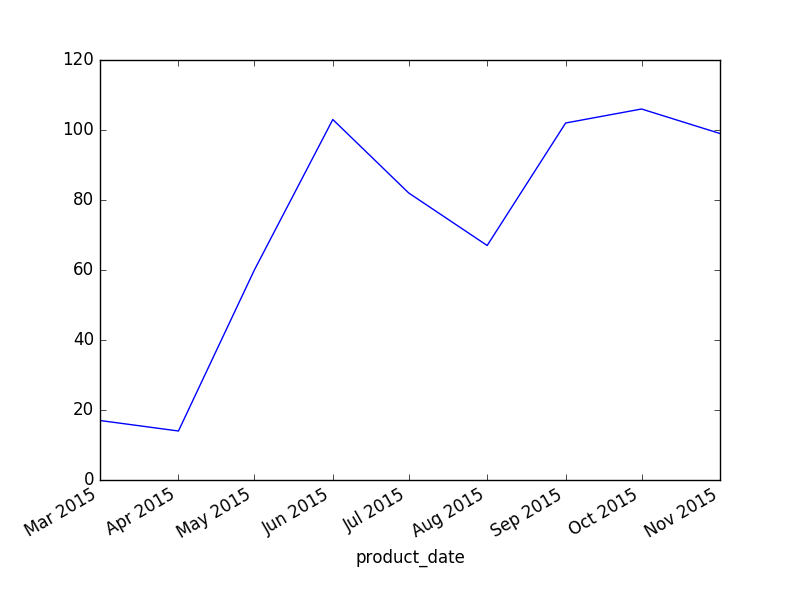 120
100
80
60
40
20
0
Mar 2015
Apr 2015
May 2015
Jun 2015
Jul 2015
Aug 2015
Sep 2015
Oct 2015
Nov 2015
product_date